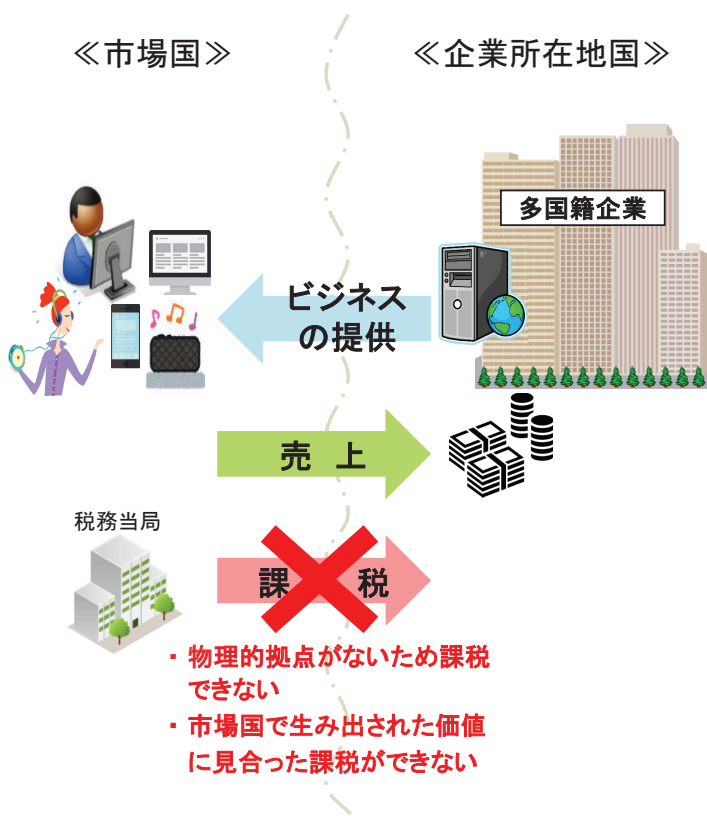 ≪市場国≫
≪企業所在地国≫
多国籍企業
ビジネス
の提供
売 上
税務当局
課 税
・物理的拠点がないため課税
できない
・市場国で生み出された価値
に見合った課税ができない